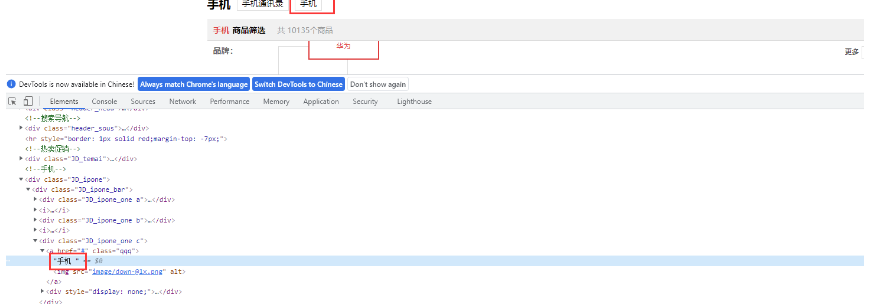 手机 手机通讯录 手机
手机 商品筛选 共 10135个商品
品牌： 华为 更多
DevTools is now available in Chinese! Always match Chrome's language Switch DevTools to Chinese Don't show again
Elements Console Sources Network Performance Memory Application Security Lighthouse
<!--搜索导航-->
<div class="header_sous">…</div>
<hr style="border: 1px solid red;margin-top: -7px;">
<!--热卖促销-->
<div class="JD_temai">…</div>
<!--手机-->
<div class="JD_ipone">
<div class="JD_ipone_bar">
<div class="JD_ipone_one a">…</div>
<i>…</i>
<div class="JD_ipone_one b">…</div>
<i>…</i>
<div class="JD_ipone_one c">
<a href="#" class="qqq">
"手机 " == $0
<img src="image/down-@1x.png" alt>
</a>
<div style="display: none;">…</div>
</div>